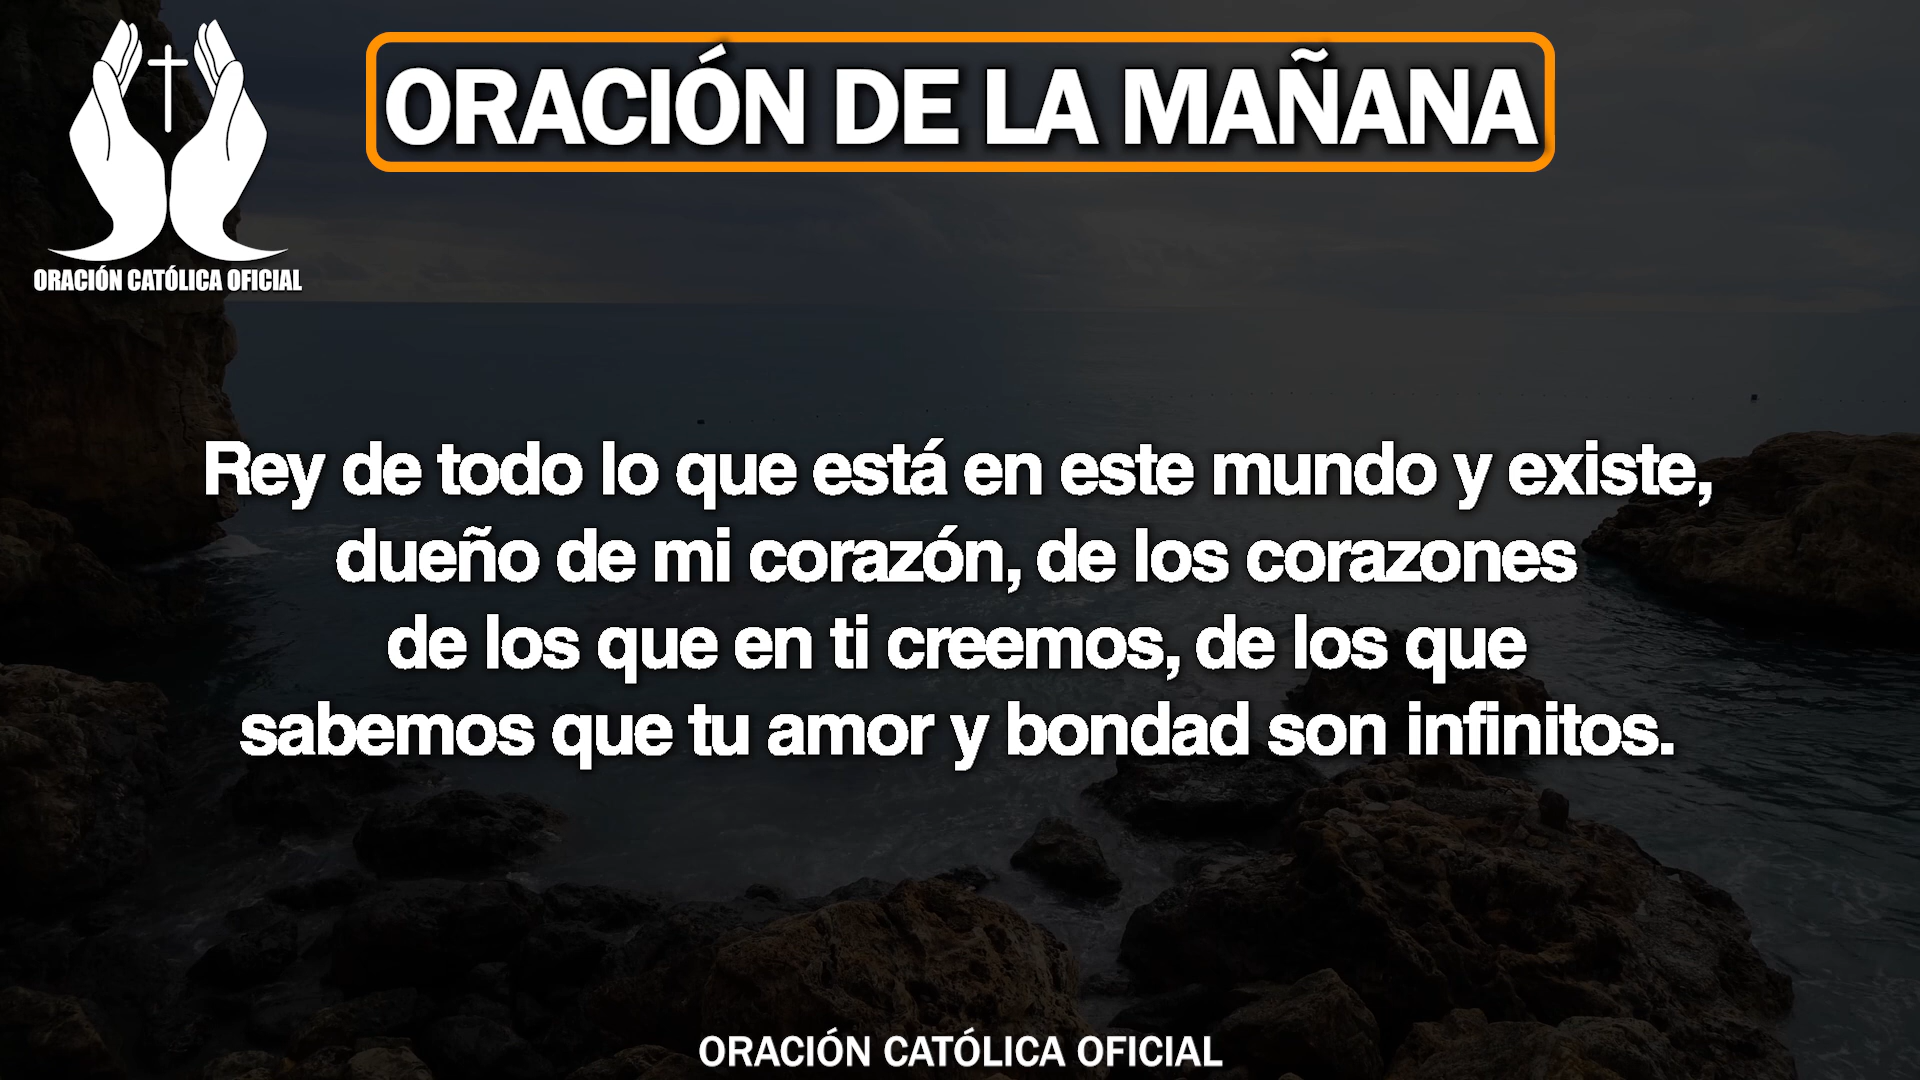 ORACIÓN DE LA MAÑANA
ORACIÓN CATÓLICA OFICIAL
Rey de todo lo que está en este mundo y existe,
dueño de mi corazón, de los corazones
de los que en ti creemos, de los que
sabemos que tu amor y bondad son infinitos.
ORACIÓN CATÓLICA OFICIAL